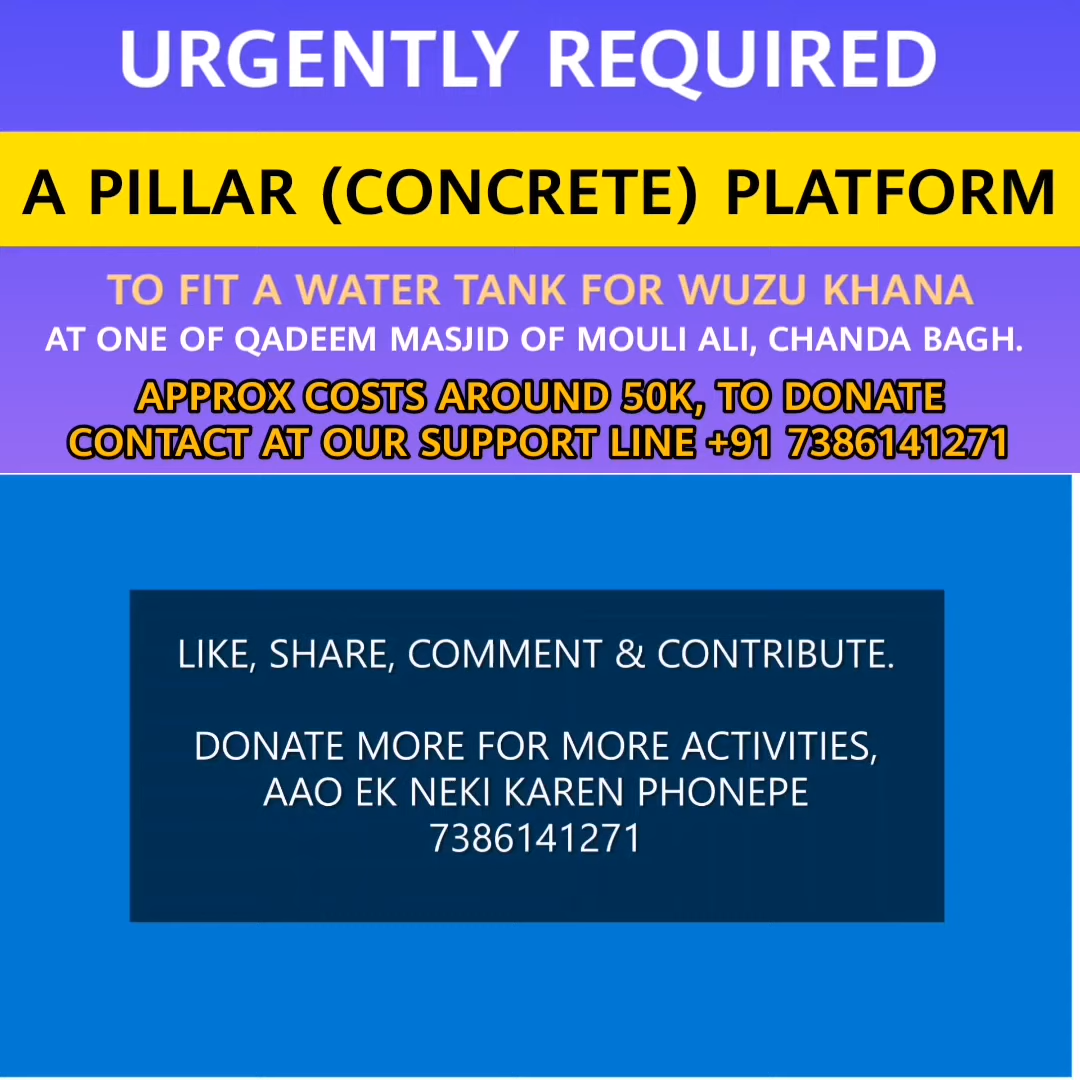 URGENTLY REQUIRED
A PILLAR (CONCRETE) PLATFORM
TO FIT A WATER TANK FOR WUZU KHANA
AT ONE OF QADEEM MASJID OF MOULI ALI, CHANDA BAGH.
APPROX COSTS AROUND 50K, TO DONATE
CONTACT AT OUR SUPPORT LINE +91 7386141271
LIKE, SHARE, COMMENT & CONTRIBUTE.
DONATE MORE FOR MORE ACTIVITIES,
AAO EK NEKI KAREN PHONEPE
7386141271